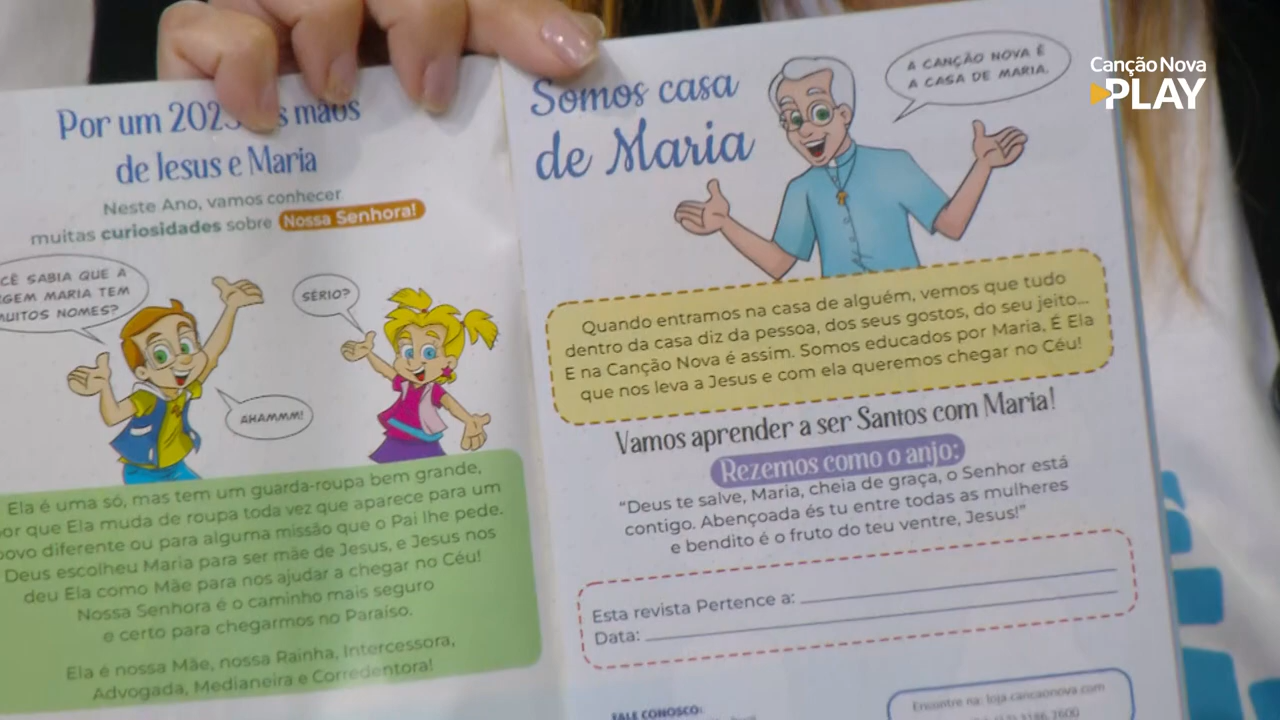 Por um 2023 s mãos
de Jesus e Maria
Neste Ano, vamos conhecer
muitas curiosidades sobre Nossa Senhora!
CÊ SABIA QUE A
GEM MARIA TEM
MUITOS NOMES?
SÉRIO?
AHAMMM!
Ela é uma só, mas tem um guarda-roupa bem grande,
por que Ela muda de roupa toda vez que aparece para um
povo diferente ou para alguma missão que o Pai lhe pede.
Deus escolheu Maria para ser mãe de Jesus, e Jesus nos
deu Ela como Mãe para nos ajudar a chegar no Céu!
Nossa Senhora é o caminho mais seguro
e certo para chegarmos no Paraíso.
Ela é nossa Mãe, nossa Rainha, Intercessora,
Advogada, Medianeira e Corredentora!
Somos casa
de Maria
A CANÇÃO NOVA É
A CASA DE MARIA.
Quando entramos na casa de alguém, vemos que tudo
dentro da casa diz da pessoa, dos seus gostos, do seu jeito...
E na Canção Nova é assim. Somos educados por Maria. É Ela
que nos leva a Jesus e com ela queremos chegar no Céu!
Vamos aprender a ser Santos com Maria!
Rezemos como o anjo:
“Deus te salve, Maria, cheia de graça, o Senhor está
contigo. Abençoada és tu entre todas as mulheres
e bendito é o fruto do teu ventre, Jesus!”
Esta revista Pertence a:
Data:
FALE CONOSCO:
Encontre na: loja.cancaonova.com
3186 2600
Canção Nova
PLAY